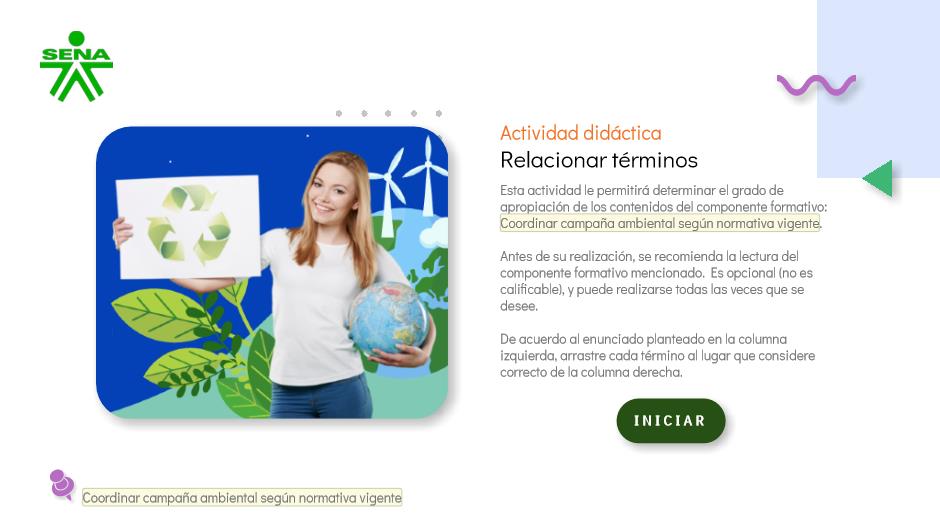 SENA
Actividad didáctica
Relacionar términos
Esta actividad le permitirá determinar el grado de
apropiación de los contenidos del componente formativo:
Coordinar campaña ambiental según normativa vigente.
Antes de su realización, se recomienda la lectura del
componente formativo mencionado. Es opcional (no es
calificable), y puede realizarse todas las veces que se
desee.
De acuerdo al enunciado planteado en la columna
izquierda, arrastre cada término al lugar que considere
correcto de la columna derecha.
INICIAR
Coordinar campaña ambiental según normativa vigente